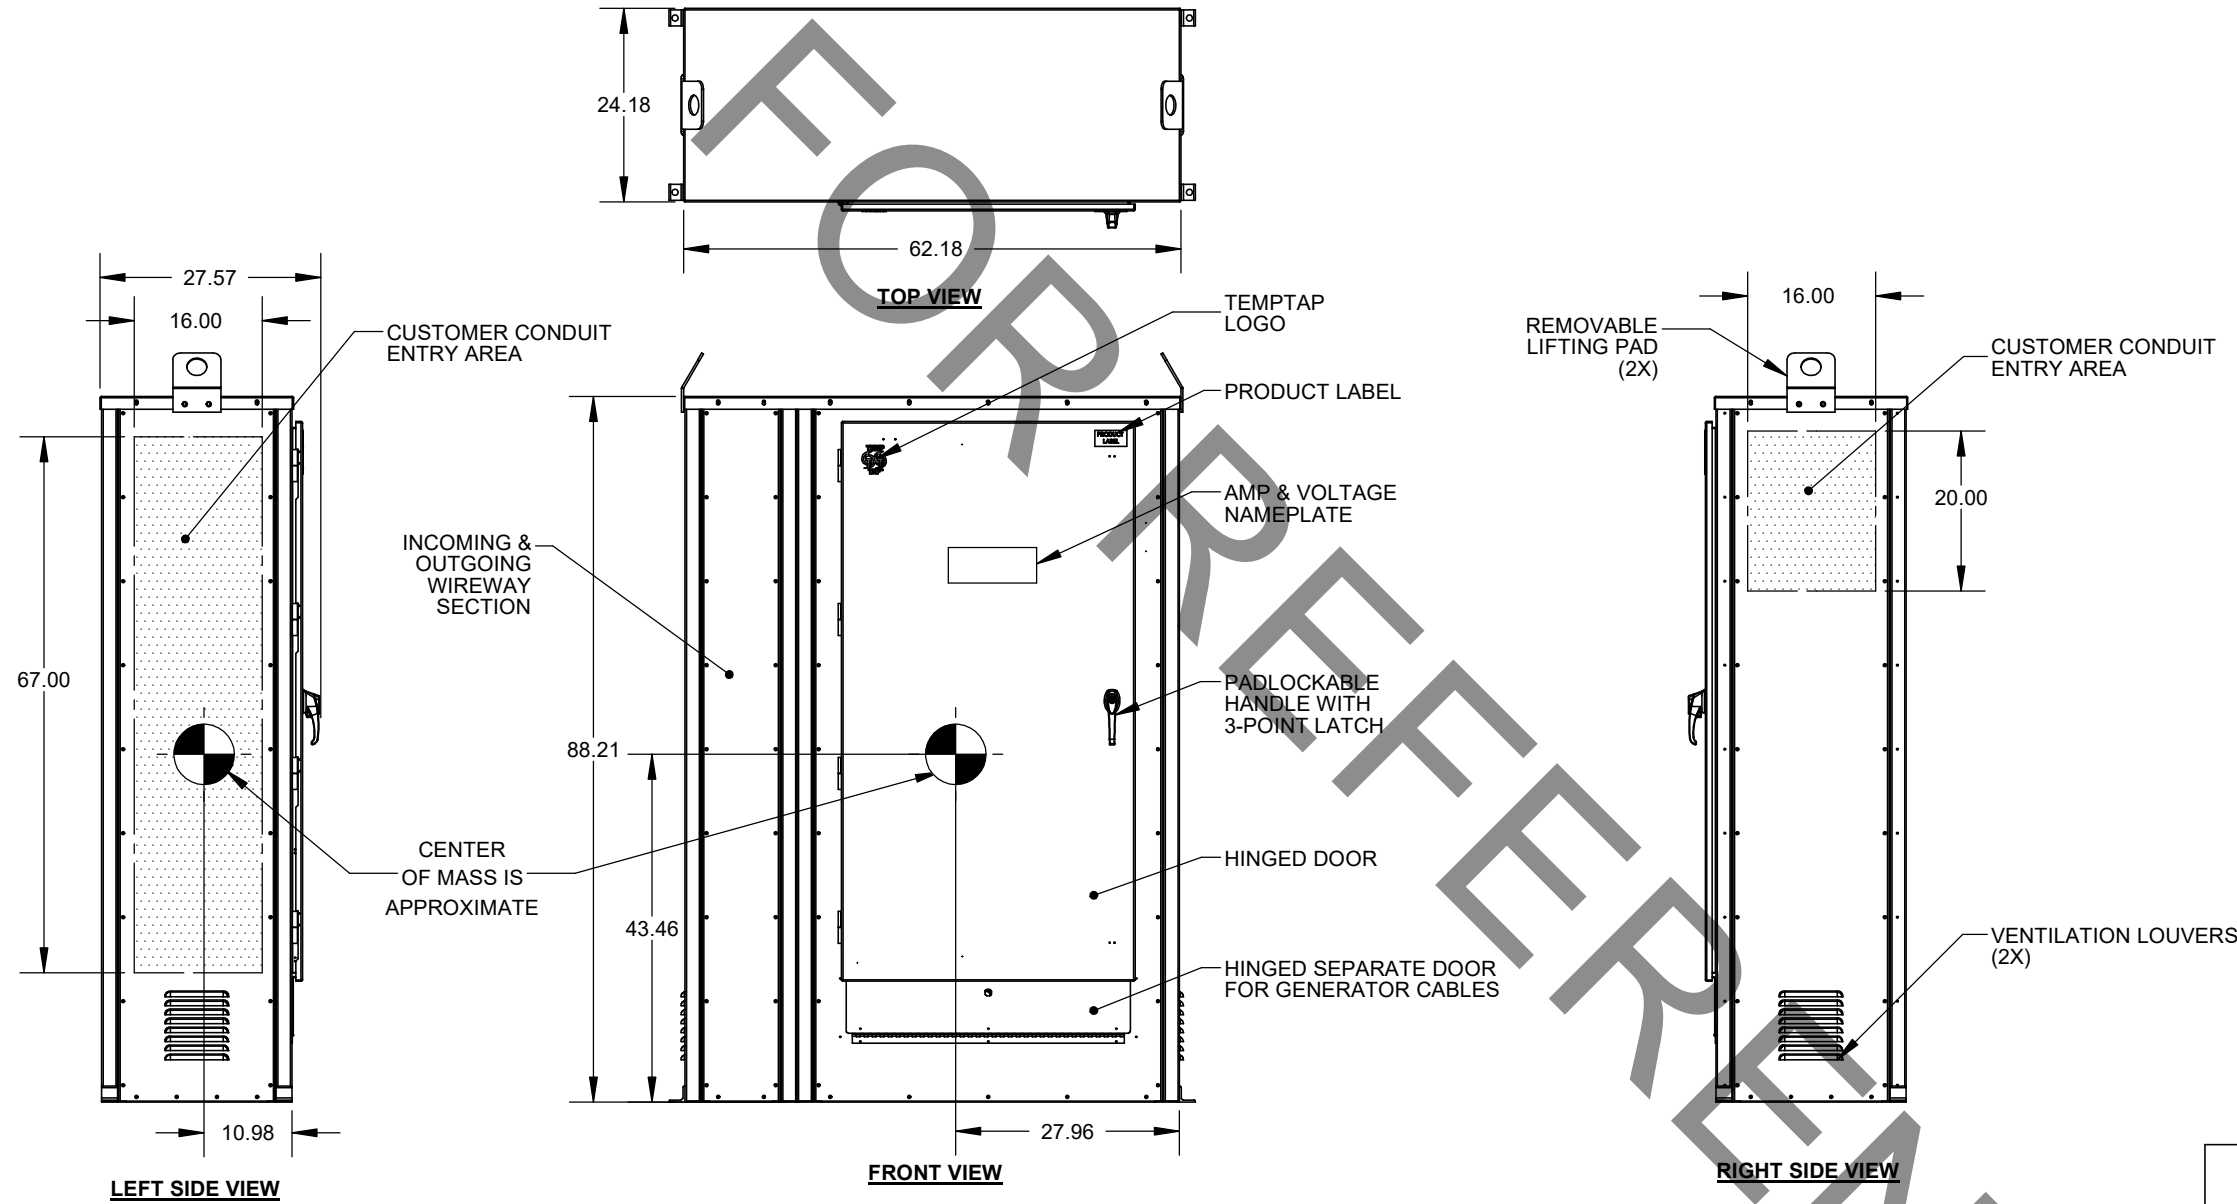 24.18
62.18
TOP VIEW
27.57
16.00
CUSTOMER CONDUIT
ENTRY AREA
67.00
CENTER
OF MASS IS
APPROXIMATE
10.98
LEFT SIDE VIEW
INCOMING &
OUTGOING
WIREWAY
SECTION
88.21
43.46
27.96
TEMPTAP
LOGO
PRODUCT LABEL
PRODUCT
LABEL
AMP & VOLTAGE
NAMEPLATE
PADLOCKABLE
HANDLE WITH
3-POINT LATCH
HINGED DOOR
HINGED SEPARATE DOOR
FOR GENERATOR CABLES
FRONT VIEW
REMOVABLE
LIFTING PAD
(2X)
16.00
CUSTOMER CONDUIT
ENTRY AREA
20.00
VENTILATION LOUVERS
(2X)
RIGHT SIDE VIEW
FOR REFEREN